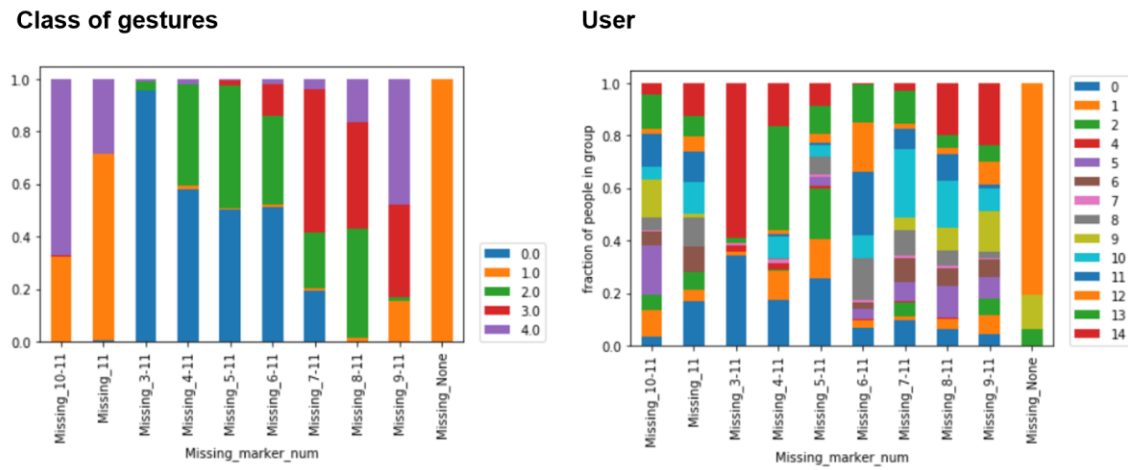 Class of gestures
User
1.0
0.8
0.6
0.4
0.2
0.0
Missing_10-11
Missing_11
Missing_3-11
Missing_4-11
Missing_5-11
Missing_6-11
Missing_7-11
Missing_8-11
Missing_9-11
Missing_None
Missing_marker_num
0.0
1.0
2.0
3.0
4.0
fraction of people in group
1.0
0.8
0.6
0.4
0.2
0.0
Missing_10-11
Missing_11
Missing_3-11
Missing_4-11
Missing_5-11
Missing_6-11
Missing_7-11
Missing_8-11
Missing_9-11
Missing_None
Missing_marker_num
0
1
2
4
5
6
7
8
9
10
11
12
13
14